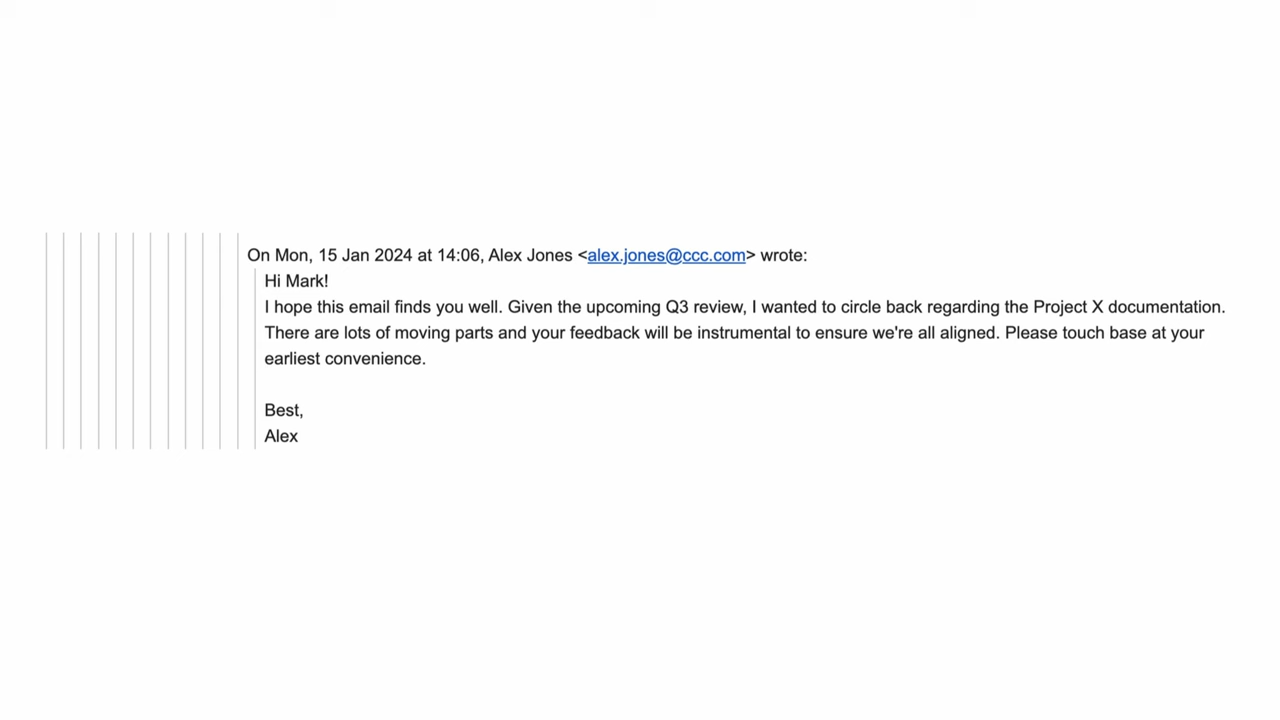 On Mon, 15 Jan 2024 at 14:06, Alex Jones <alex.jones@ccc.com> wrote:
Hi Mark!
I hope this email finds you well. Given the upcoming Q3 review, I wanted to circle back regarding the Project X documentation.
There are lots of moving parts and your feedback will be instrumental to ensure we're all aligned. Please touch base at your
earliest convenience.
Best,
Alex